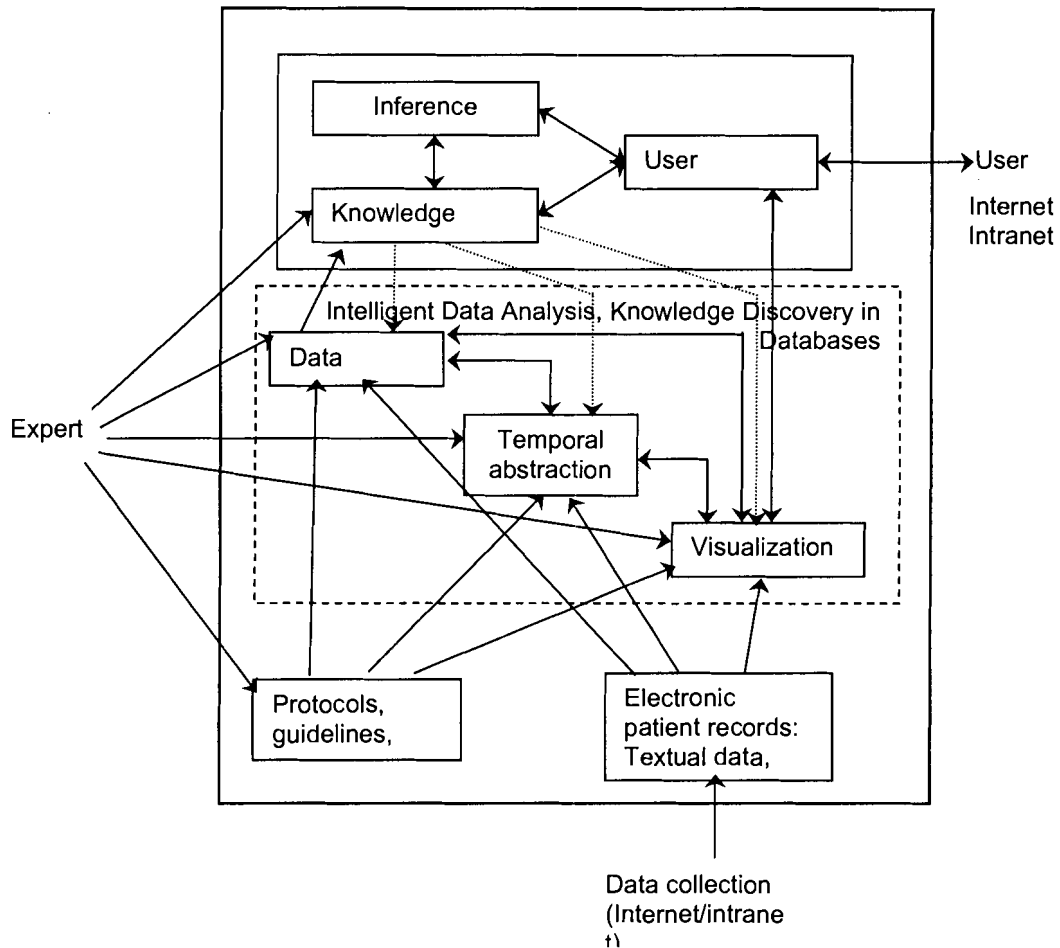 Inference
User
User
Internet
Intranet
Knowledge
Intelligent Data Analysis, Knowledge Discovery in
Databases
Data
Expert
Temporal
abstraction
Visualization
Protocols,
guidelines,
Electronic
patient records:
Textual data,
Data collection
(Internet/intrane
t)